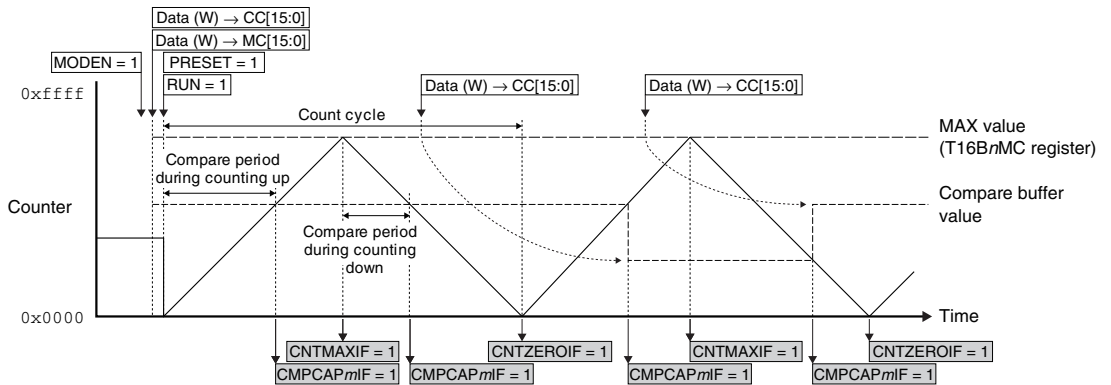 Data (W) → CC[15:0]
Data (W) → MC[15:0]
MODEN = 1
PRESET = 1
RUN = 1
Data (W) → CC[15:0]
Data (W) → CC[15:0]
0xffff
Count cycle
MAX value
(T16BnMC register)
Compare period
during counting up
Compare buffer
value
Counter
Compare period
during counting
down
0x0000
Time
CNTMAXIF = 1
CNTZEROIF = 1
CNTMAXIF = 1
CNTZEROIF = 1
CMPCAPmIF = 1
CMPCAPmIF = 1
CMPCAPmIF = 1
CMPCAPmIF = 1